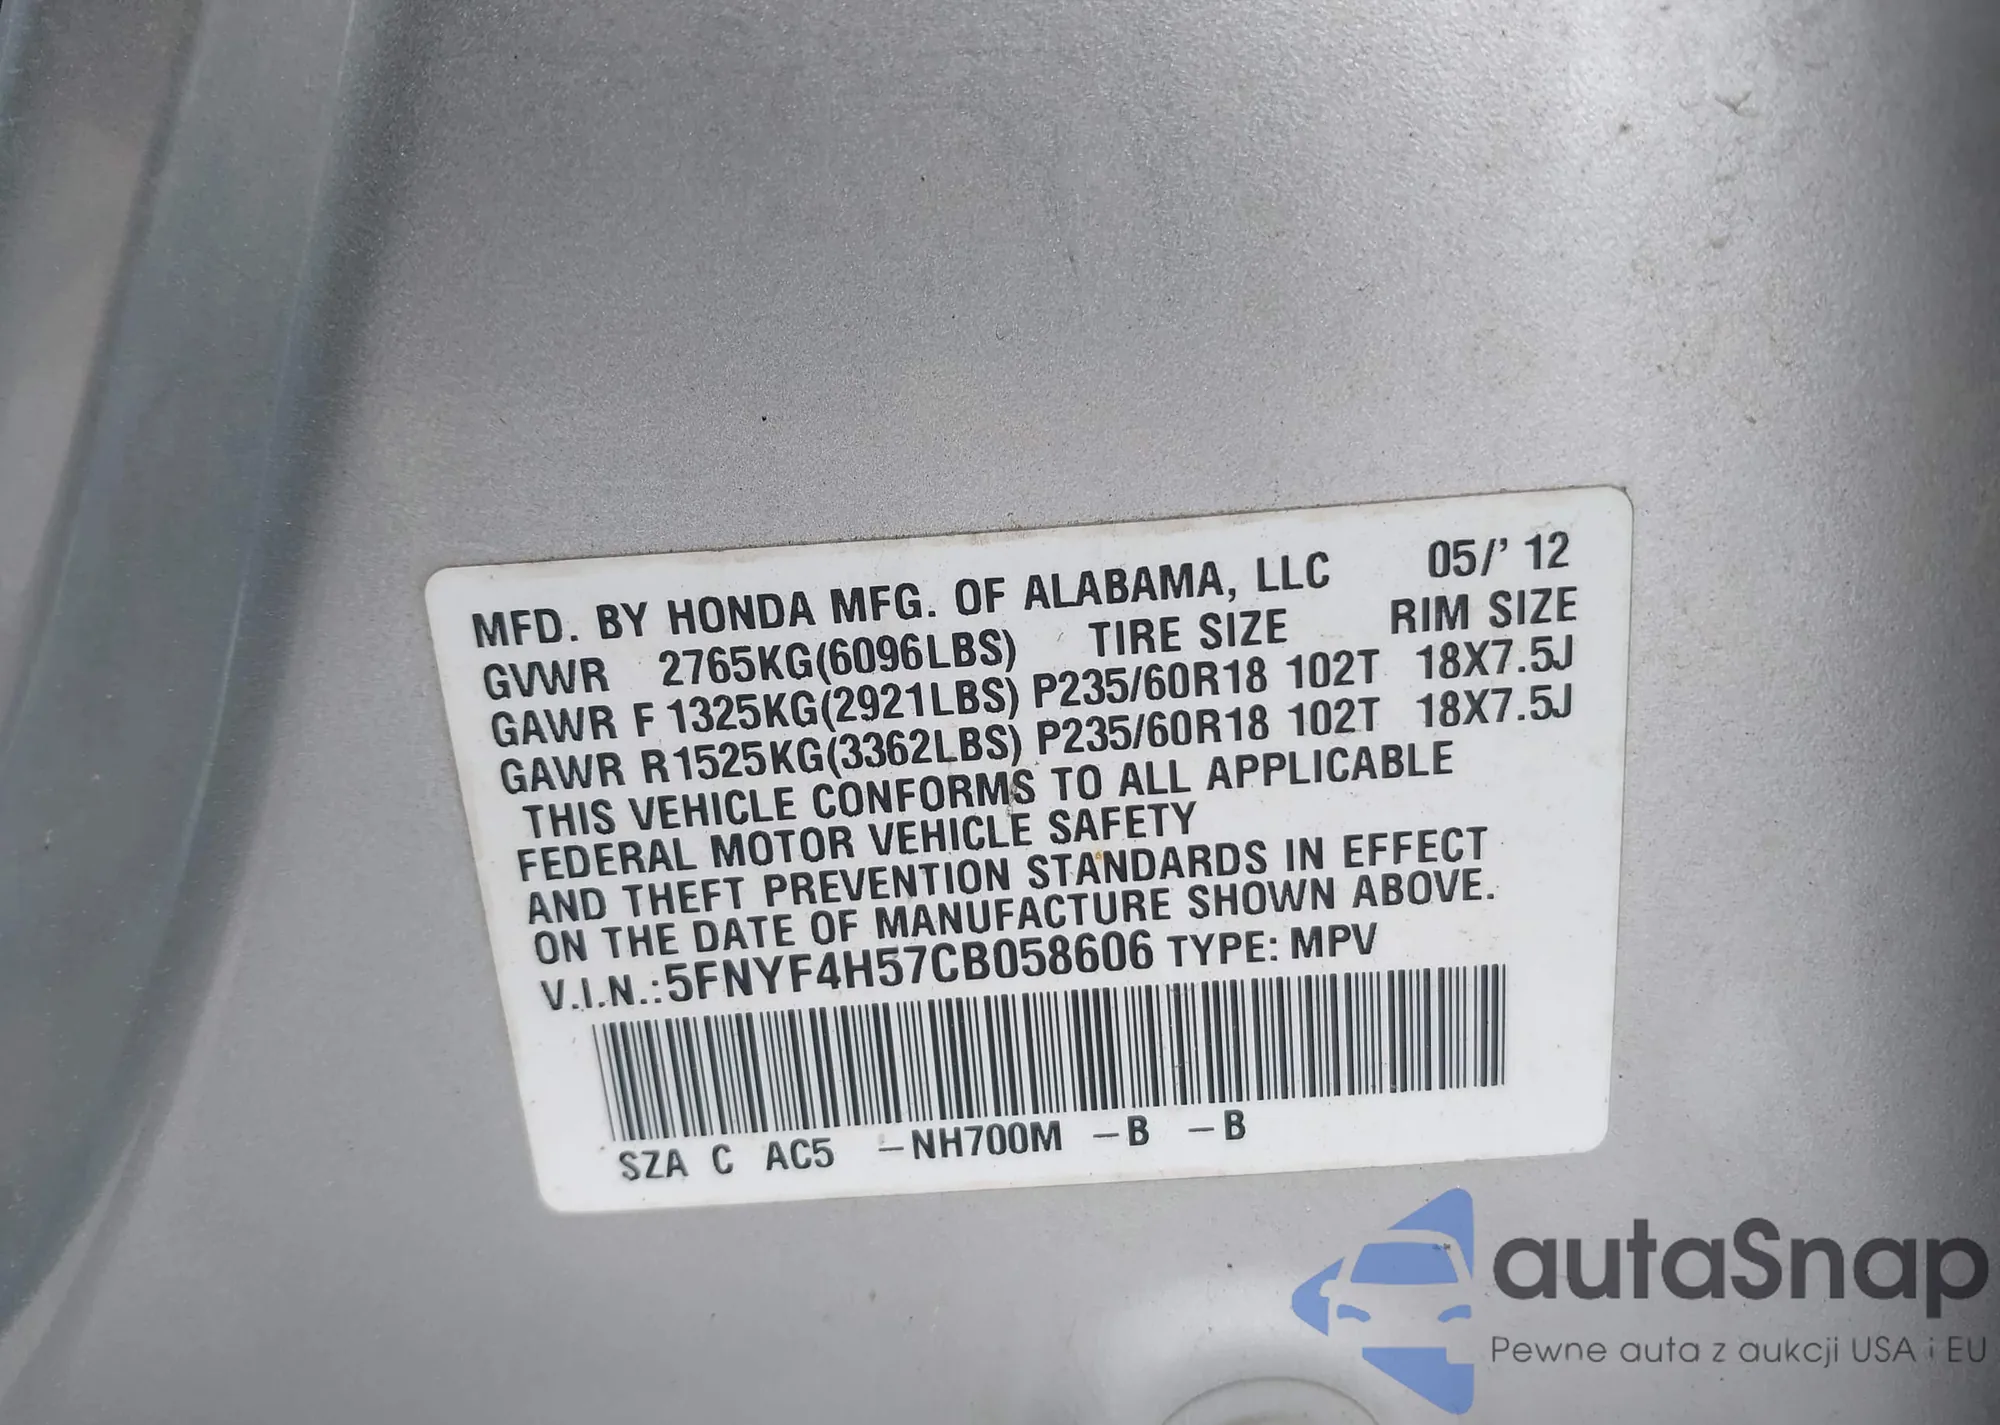 MFD. BY HONDA MFG. OF ALABAMA, LLC 05/' 12
GVWR 2765KG(6096LBS) TIRE SIZE RIM SIZE
GAWR F 1325KG(2921LBS) P235/60R18 102T 18X7.5J
GAWR R 1525KG(3362LBS) P235/60R18 102T 18X7.5J
THIS VEHICLE CONFORMS TO ALL APPLICABLE
FEDERAL MOTOR VEHICLE SAFETY
AND THEFT PREVENTION STANDARDS IN EFFECT
ON THE DATE OF MANUFACTURE SHOWN ABOVE.
V.I.N.:5FNYF4H57CB058606 TYPE: MPV
SZA C AC5 -NH700M -B -B
autaSnap
Pewne auta z aukcji USA i EU